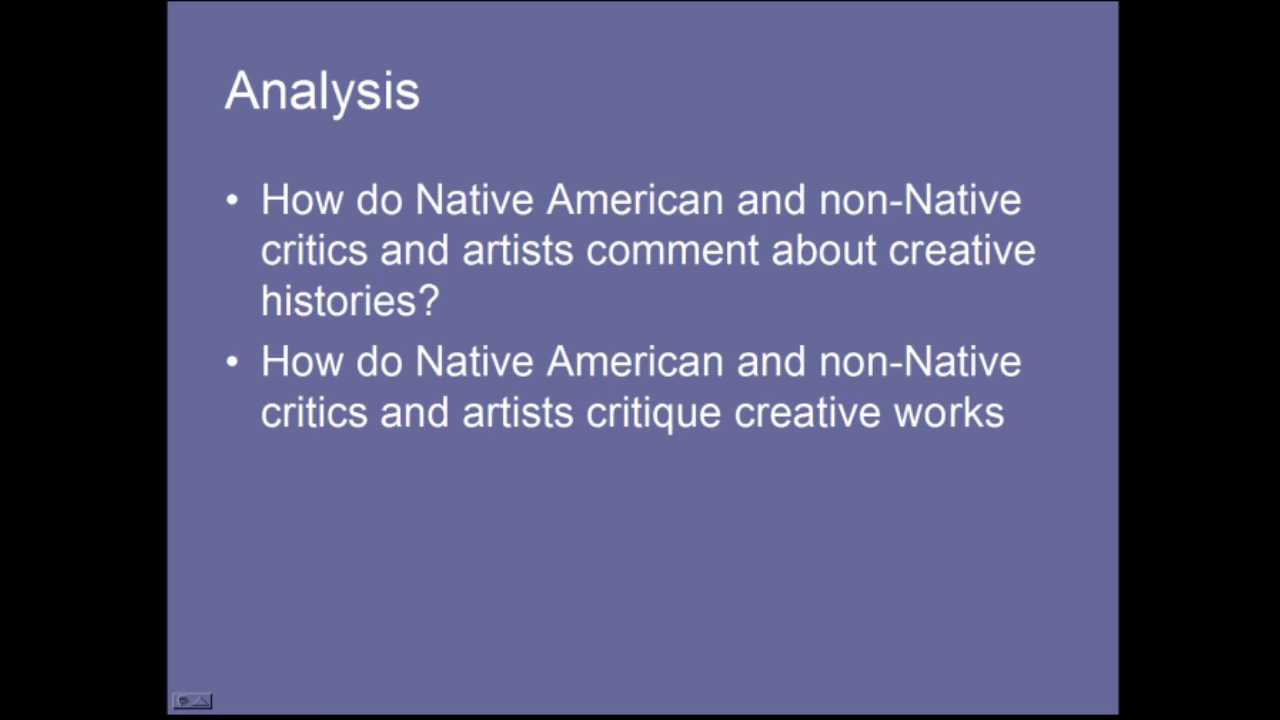 Analysis
• How do Native American and non-Native
critics and artists comment about creative
histories?
• How do Native American and non-Native
critics and artists critique creative works